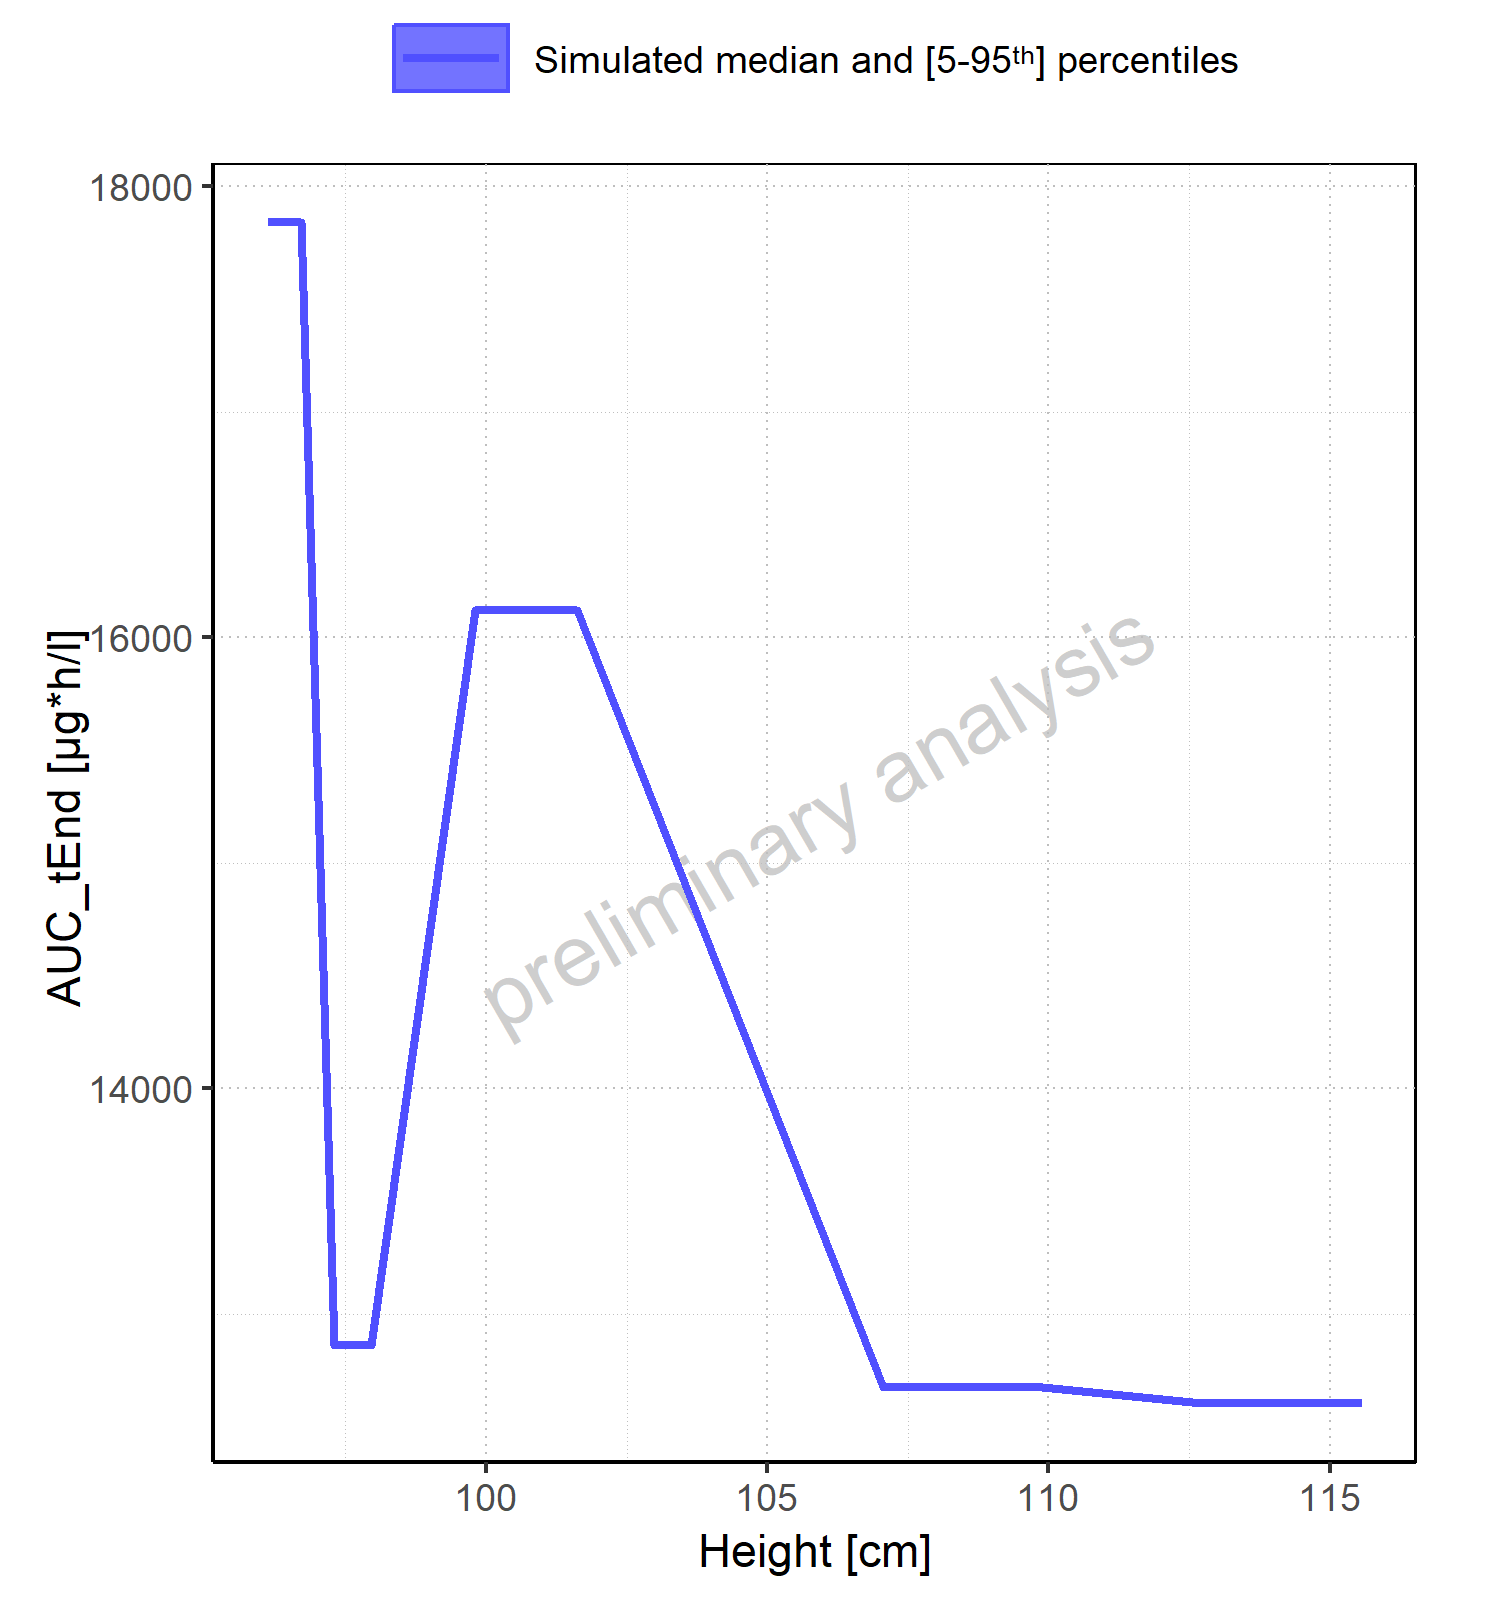 Simulated median and [5-95th] percentiles
18000
16000
14000
AUC_tEnd [µg*h/l]
preliminary analysis
100 105 110 115
Height [cm]